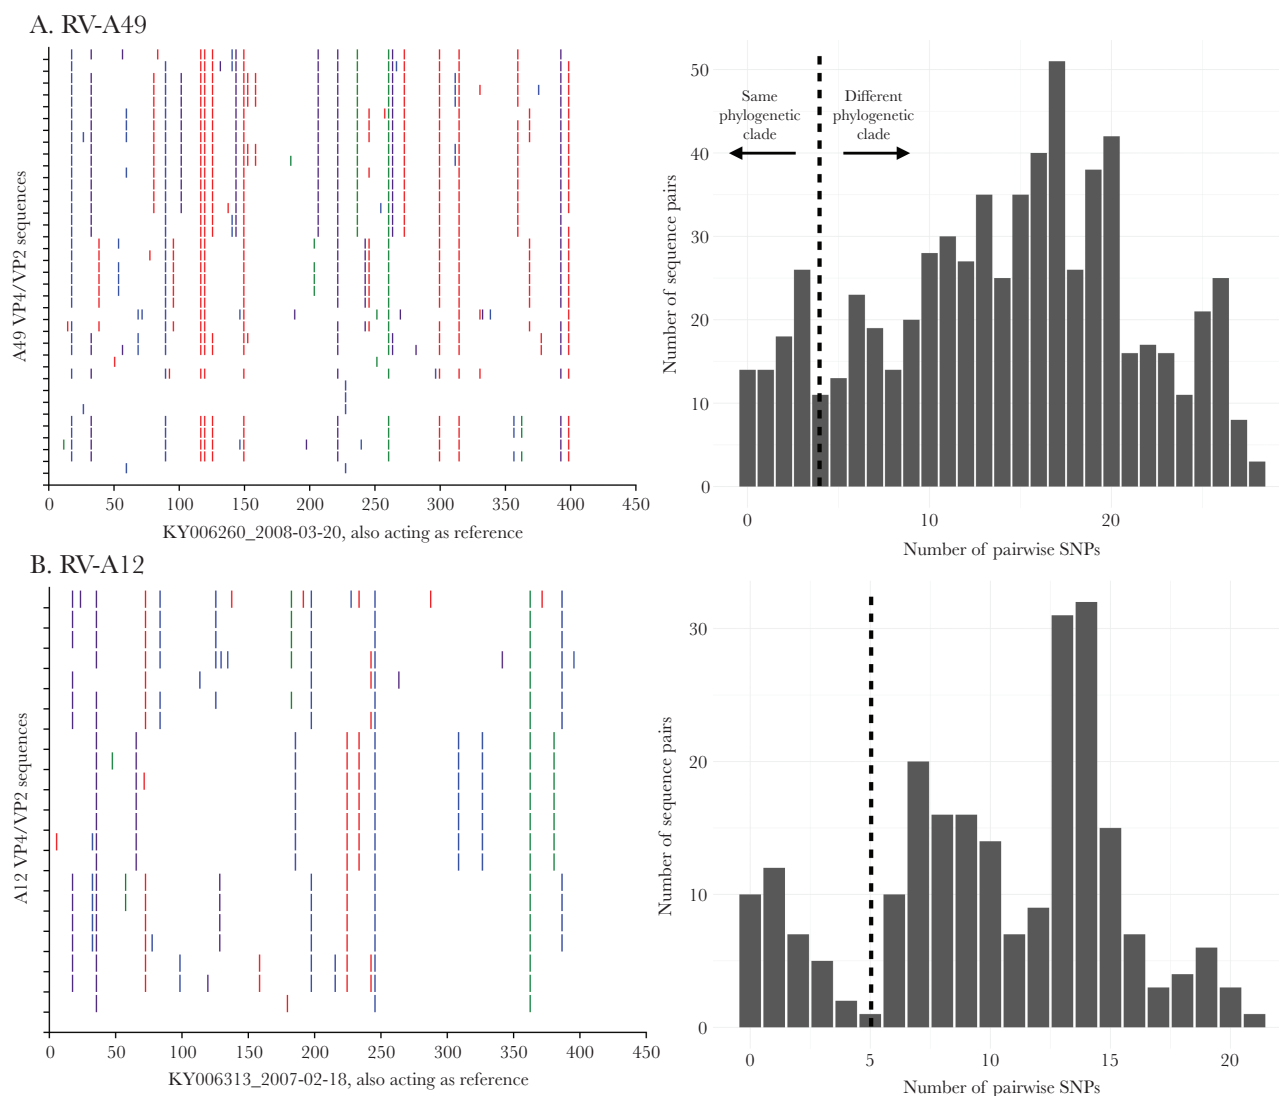 A. RV-A49
A49 VP4/VP2 sequences
0 50 100 150 200 250 300 350 400 450
KY006260_2008-03-20, also acting as reference
Number of sequence pairs
50
40
30
20
10
0
Same
phylogenetic
clade
Different
phylogenetic
clade
0 10 20
Number of pairwise SNPs
B. RV-A12
A12 VP4/VP2 sequences
0 50 100 150 200 250 300 350 400 450
KY006313_2007-02-18, also acting as reference
Number of sequence pairs
30
20
10
0
0 5 10 15 20
Number of pairwise SNPs